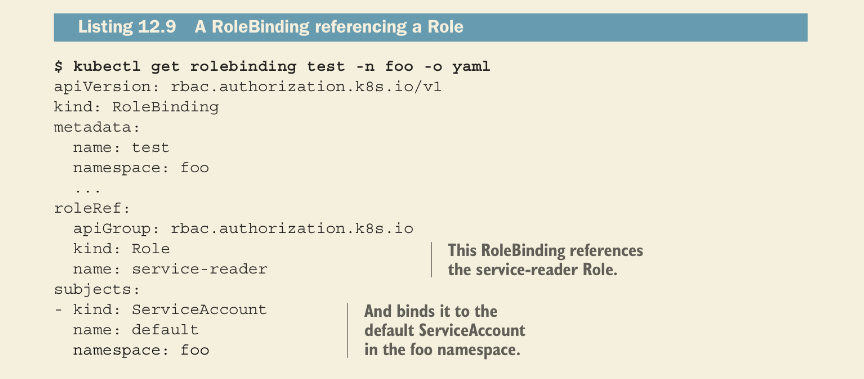 Listing 12.9 A RoleBinding referencing a Role
$ kubectl get rolebinding test -n foo -o yaml
apiVersion: rbac.authorization.k8s.io/v1
kind: RoleBinding
metadata:
  name: test
  namespace: foo
  ...
roleRef:
  apiGroup: rbac.authorization.k8s.io
  kind: Role
  name: service-reader
This RoleBinding references
the service-reader Role.
subjects:
- kind: ServiceAccount
  name: default
  namespace: foo
And binds it to the
default ServiceAccount
in the foo namespace.